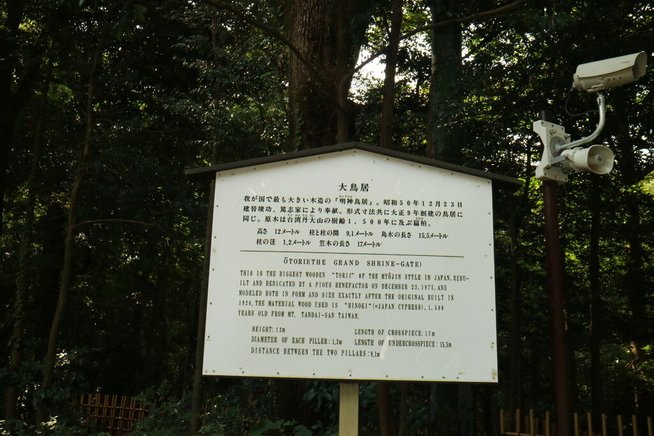 大鳥居
我が国で最も大きい木造の「明神鳥居」。昭和50年12月23日
建替竣功、篤志家により奉献。形式寸法共に大正9年創建の鳥居に
同じ。原木は台湾丹大山の樹齢1,500年に及ぶ扁柏。
高さ 12メートル 柱と柱の間 9.1メートル 島木の長さ 15.5メートル
柱の径 1.2メートル 笠木の長さ 17メートル
ŌTORII(THE GRAND SHRINE-GATE)
THIS IS THE BIGGEST WOODEN "TORII" OF THE MYŌJIN STYLE IN JAPAN, REBU-
ILT AND DEDICATED BY A PIOUS BENEFACTOR ON DECEMBER 23, 1975, AND
MODELED BOTH IN FORM AND SIZE EXACTLY AFTER THE ORIGINAL BUILT IN
1920, THE MATERIAL WOOD USED IS "HINOKI"(=JAPAN CYPRESS), 1,500
YEARS OLD FROM MT. TANDAI-SAN TAIWAN.
HEIGHT: 12m LENGTH OF CROSSPIECE: 17m
DIAMETER OF EACH PILLER: 1,2m LENGTH OF UNDERCROSSPIECE: 15,5m
DISTANCE BETWEEN THE TWO PILLARS: 9,1m